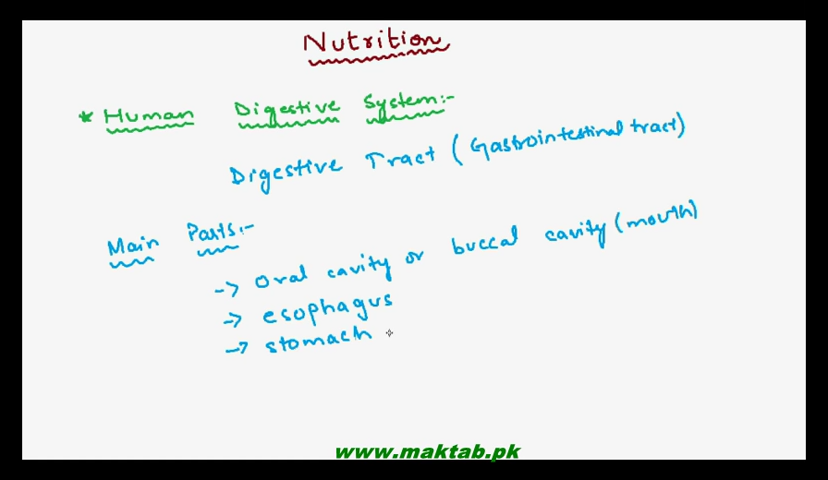 Nutrition
* Human Digestive System:-
Digestive Tract (Gastrointestinal tract)
Main Parts:-
-> Oral cavity or buccal cavity (mouth)
-> esophagus
-> stomach
www.maktab.pk